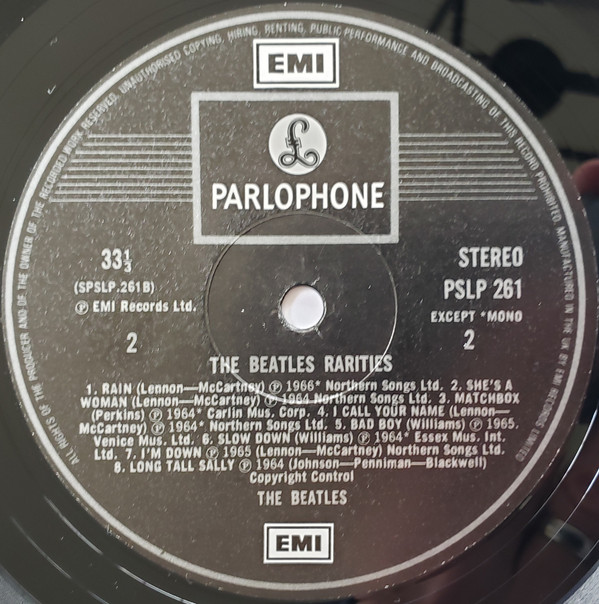 ALL RIGHTS OF THE PRODUCER AND OF THE OWNER OF THE RECORDED WORK RESERVED. UNAUTHORISED COPYING, HIRING, RENTING, PUBLIC PERFORMANCE AND BROADCASTING OF THIS RECORD PROHIBITED. MANUFACTURED IN THE UK BY EMI RECORDS LIMITED
EMI
£
PARLOPHONE
33⅓
(SPSLP.261B)
℗ EMI Records Ltd.
2
STEREO
PSLP 261
EXCEPT *MONO
2
THE BEATLES RARITIES
1. RAIN (Lennon—McCartney) ℗ 1966* Northern Songs Ltd. 2. SHE'S A
WOMAN (Lennon—McCartney) ℗ 1964 Northern Songs Ltd. 3. MATCHBOX
(Perkins) ℗ 1964* Carlin Mus. Corp. 4. I CALL YOUR NAME (Lennon—
McCartney) ℗ 1964* Northern Songs Ltd. 5. BAD BOY (Williams) ℗ 1965.
Venice Mus. Ltd. 6. SLOW DOWN (Williams) ℗ 1964* Essex Mus. Int.
Ltd. 7. I'M DOWN ℗ 1965 (Lennon—McCartney) Northern Songs Ltd.
8. LONG TALL SALLY ℗ 1964 (Johnson—Penniman—Blackwell)
Copyright Control
THE BEATLES
EMI